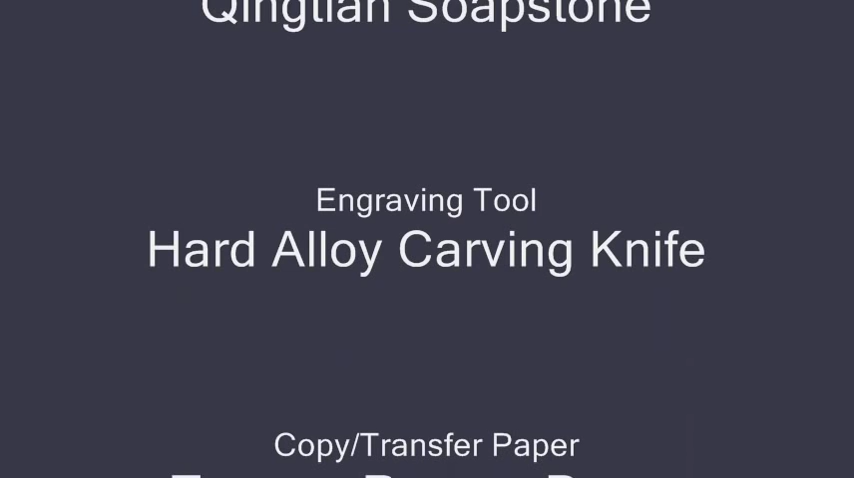 Qingtian Soapstone
Engraving Tool
Hard Alloy Carving Knife
Copy/Transfer Paper